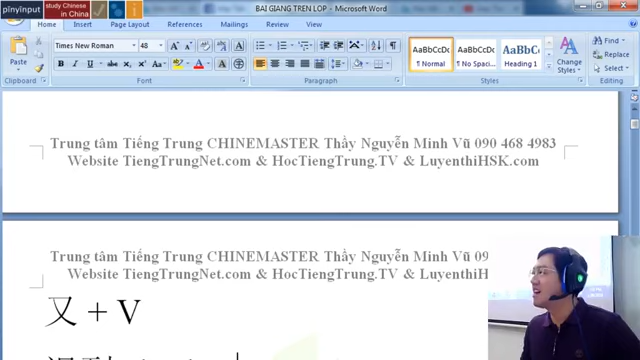 pinyinput
study Chinese
in China
BAI GIANG TREN LOP - Microsoft Word
Home Insert Page Layout References Mailings Review View
Paste
Times New Roman 48
AaBbCcDc AaBbCcDc AaBbC
¶ Normal ¶ No Spaci... Heading 1
Change
Styles
Find
Replace
Select
Clipboard Font Paragraph Styles Editing
Trung tâm Tiếng Trung CHINEMASTER Thầy Nguyễn Minh Vũ 090 468 4983
Website TiengTrungNet.com & HocTiengTrung.TV & LuyenthiHSK.com
Trung tâm Tiếng Trung CHINEMASTER Thầy Nguyễn Minh Vũ 09
Website TiengTrungNet.com & HocTiengTrung.TV & LuyenthiH
又 + V